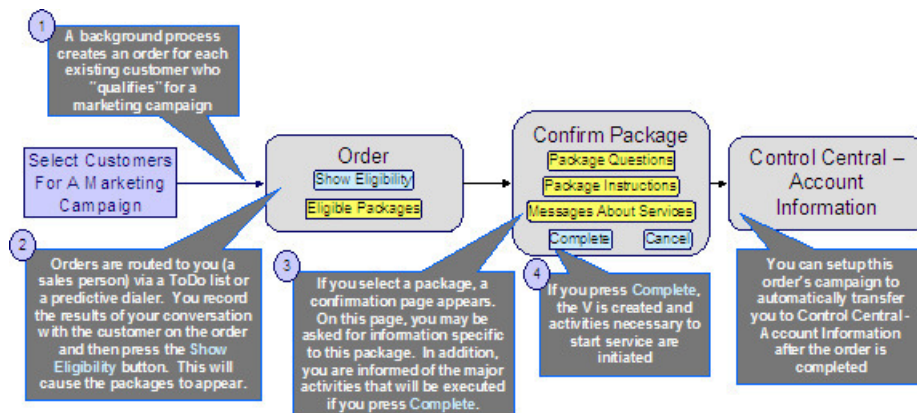 1
A background process
creates an order for each
existing customer who
"qualifies" for a
marketing campaign
Select Customers
For A Marketing
Campaign
Order
Show Eligibility
Eligible Packages
Confirm Package
Package Questions
Package Instructions
Messages About Services
Complete Cancel
Control Central –
Account
Information
2
Orders are routed to you (a
sales person) via a ToDo list or
a predictive dialer. You record
the results of your conversation
with the customer on the order
and then press the Show
Eligibility button. This will
cause the packages to appear.
3
If you select a package, a
confirmation page appears.
On this page, you may be
asked for information specific
to this package. In addition,
you are informed of the major
activities that will be executed
if you press Complete.
4
If you press Complete,
the V is created and
activities necessary to
start service are
initiated
You can setup this
order's campaign to
automatically transfer
you to Control Central -
Account Information
after the order is
completed